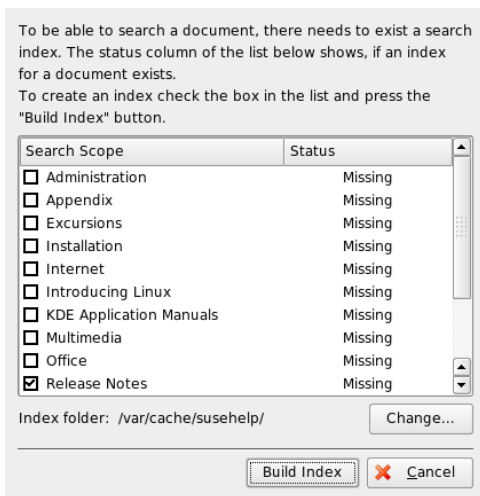 To be able to search a document, there needs to exist a search
index. The status column of the list below shows, if an index
for a document exists.
To create an index check the box in the list and press the
"Build Index" button.
Search Scope Status
Administration Missing
Appendix Missing
Excursions Missing
Installation Missing
Internet Missing
Introducing Linux Missing
KDE Application Manuals Missing
Multimedia Missing
Office Missing
Release Notes Missing
Index folder: /var/cache/susehelp/ Change...
Build Index Cancel